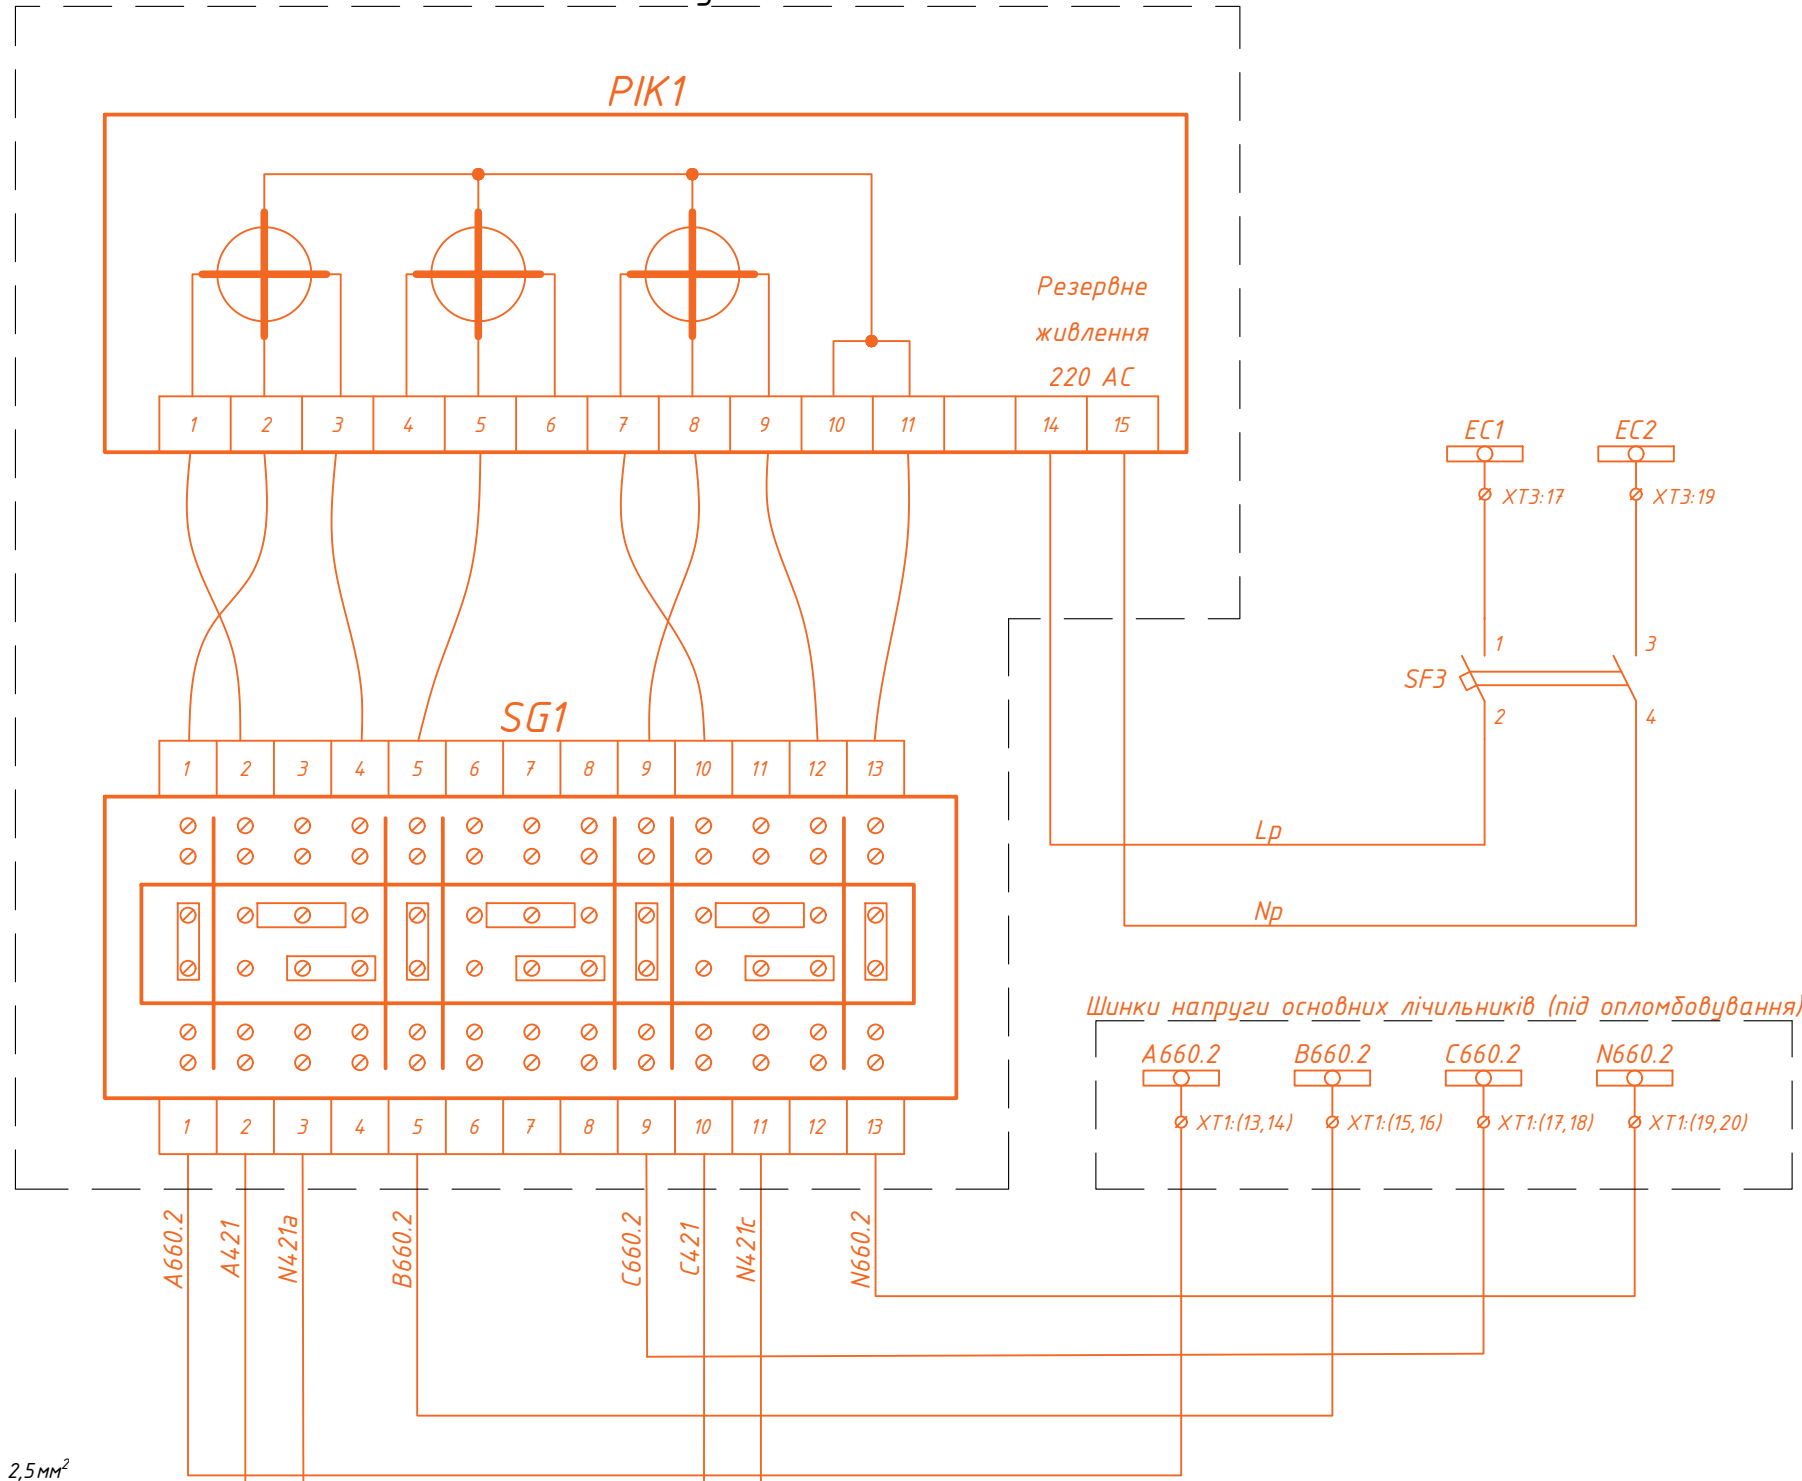 PIK1
Резервне
живлення
220 AC
1 2 3 4 5 6 7 8 9 10 11 14 15
EC1 EC2
XT3:17 XT3:19
1 3
SF3
2 4
SG1
1 2 3 4 5 6 7 8 9 10 11 12 13
Lp
Np
Шинки напруги основних лічильників (під опломбовування)
A660.2 B660.2 C660.2 N660.2
XT1:(13,14) XT1:(15,16) XT1:(17,18) XT1:(19,20)
1 2 3 4 5 6 7 8 9 10 11 12 13
A660.2 A421 N421a B660.2 C660.2 C421 N421c N660.2
2,5мм²